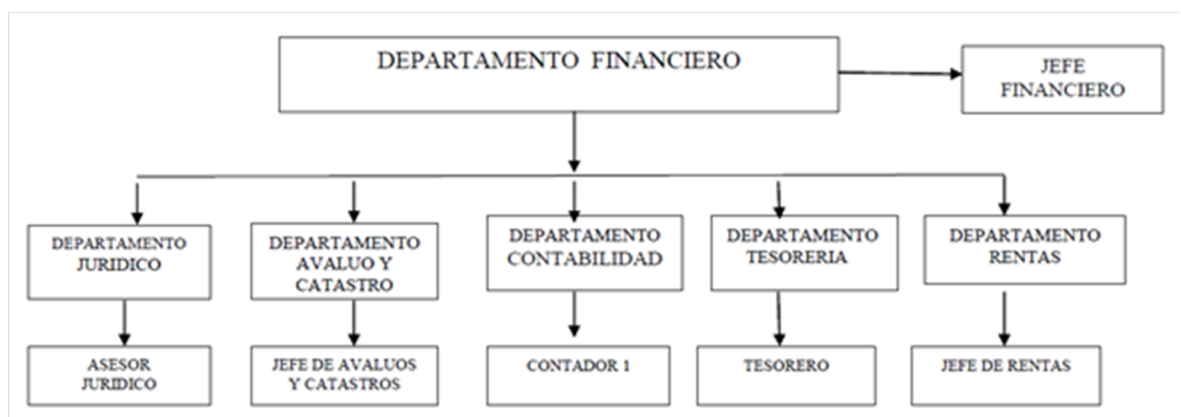 DEPARTAMENTO FINANCIERO
JEFE
FINANCIERO
DEPARTAMENTO
JURIDICO
DEPARTAMENTO
AVALUO Y
CATASTRO
DEPARTAMENTO
CONTABILIDAD
DEPARTAMENTO
TESORERIA
DEPARTAMENTO
RENTAS
ASESOR
JURIDICO
JEFE DE AVALUOS
Y CATASTROS
CONTADOR 1
TESORERO
JEFE DE RENTAS